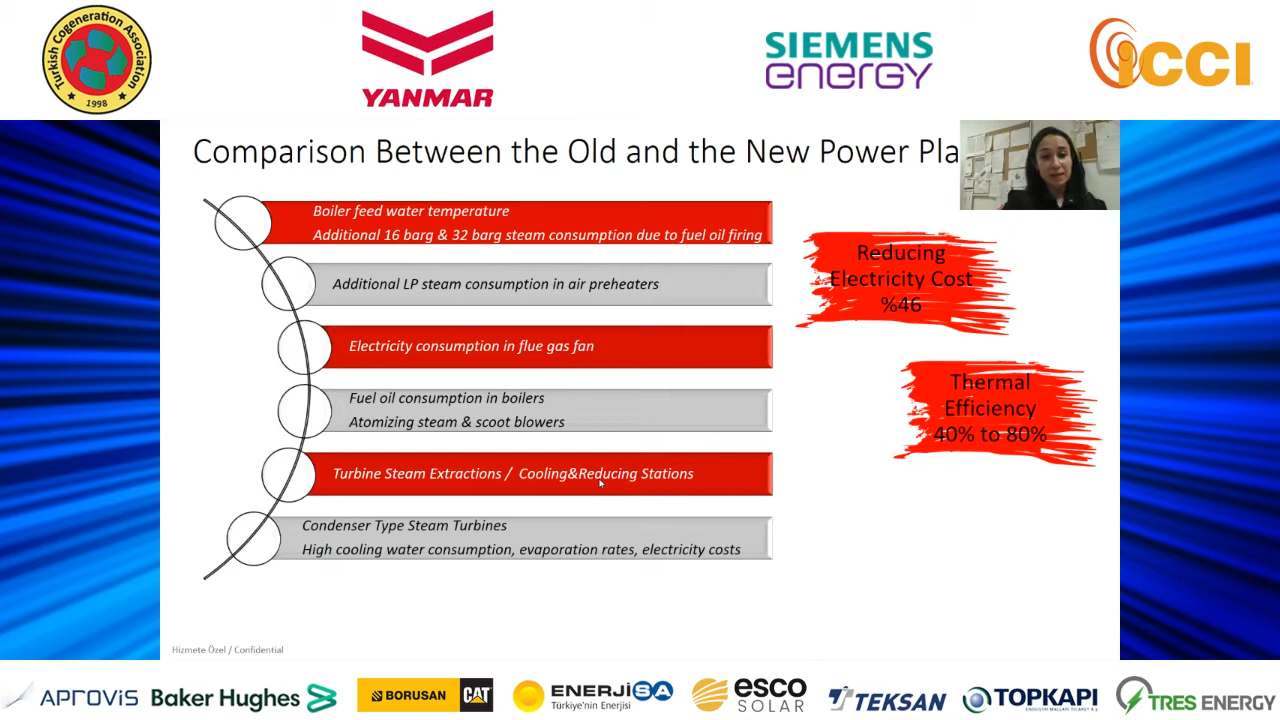 Turkish Cogeneration Association
1998
YANMAR
SIEMENS
energy
iCCI
Comparison Between the Old and the New Power Pla
Boiler feed water temperature
Additional 16 barg & 32 barg steam consumption due to fuel oil firing
Additional LP steam consumption in air preheaters
Electricity consumption in flue gas fan
Fuel oil consumption in boilers
Atomizing steam & scoot blowers
Turbine Steam Extractions / Cooling&Reducing Stations
Condenser Type Steam Turbines
High cooling water consumption, evaporation rates, electricity costs
Reducing
Electricity Cost
%46
Thermal
Efficiency
40% to 80%
Hizmete Özel / Confidential
APROVIS
Baker Hughes
BORUSAN
CAT
ENERJİSA
Türkiye'nin Enerjisi
esco
SOLAR
TEKSAN
TOPKAPI
ENDÜSTRİ MALLARI TİCARET A.Ş.
TRES ENERGY